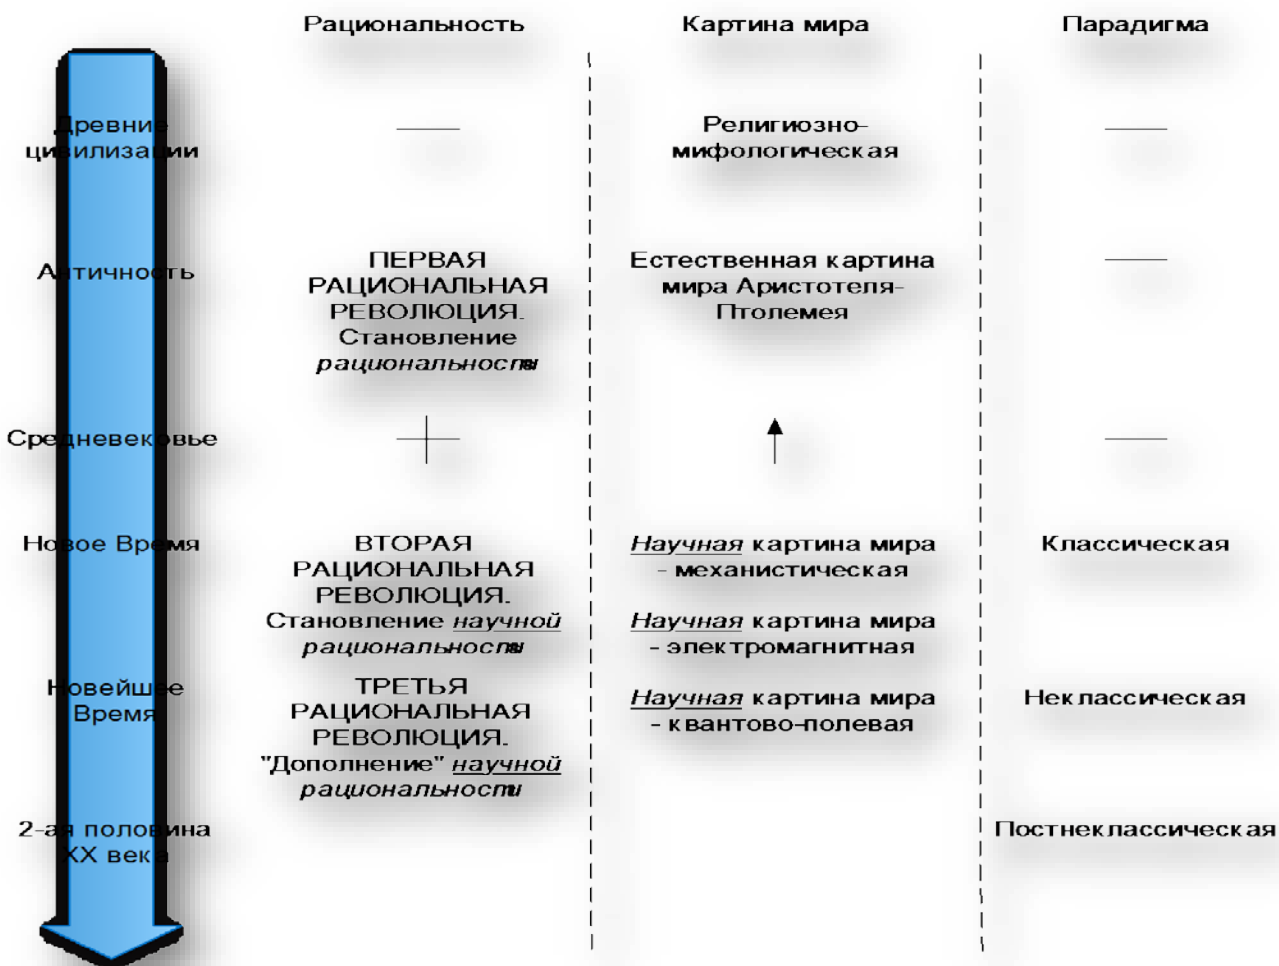 Рациональность
Картина мира
Парадигма
Древние
цивилизации
Религиозно-
мифологическая
Античность
ПЕРВАЯ
РАЦИОНАЛЬНАЯ
РЕВОЛЮЦИЯ.
Становление
рациональности
Естественная картина
мира Аристотеля-
Птолемея
Средневековье
Новое Время
ВТОРАЯ
РАЦИОНАЛЬНАЯ
РЕВОЛЮЦИЯ.
Становление научной
рациональности
Научная картина мира
- механистическая
Научная картина мира
- электромагнитная
Классическая
Новейшее
Время
ТРЕТЬЯ
РАЦИОНАЛЬНАЯ
РЕВОЛЮЦИЯ.
"Дополнение" научной
рациональности
Научная картина мира
- квантово-полевая
Неклассическая
2-ая половина
XX века
Постнеклассическая